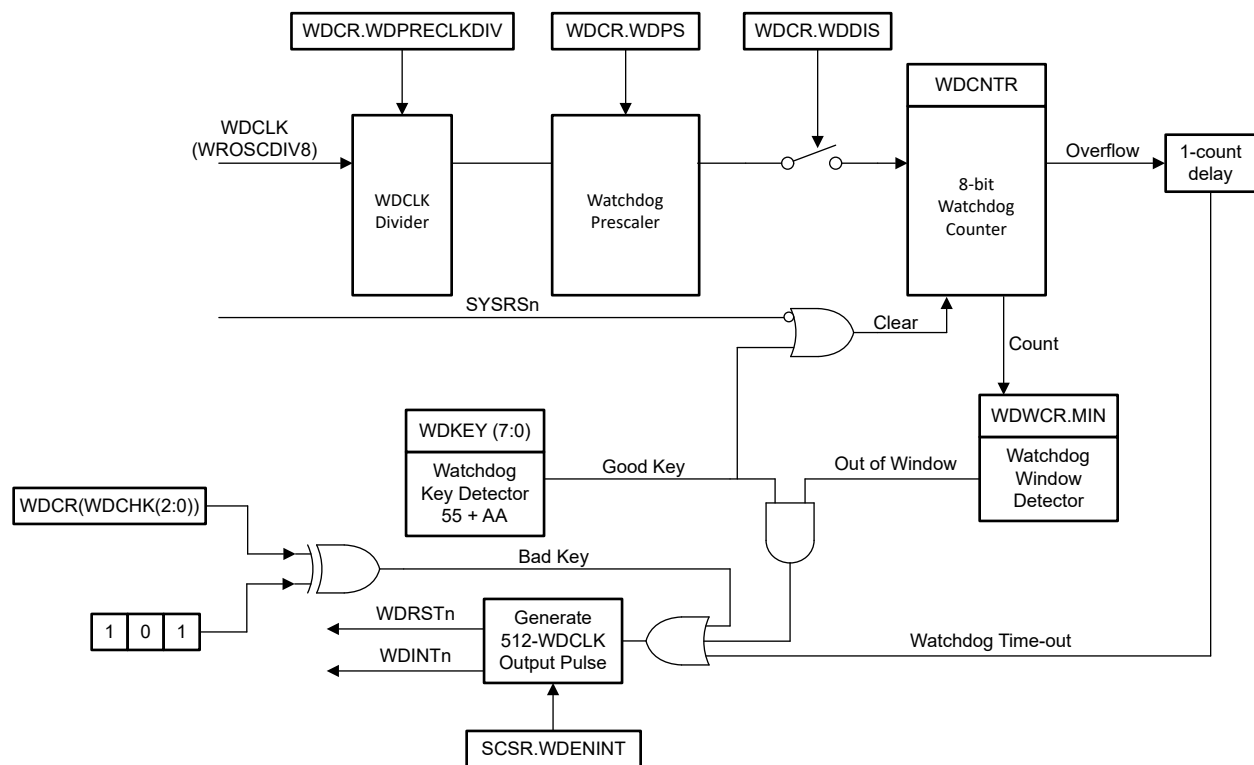 WDCR.WDPRECLKDIV
WDCR.WDPS
WDCR.WDDIS
WDCNTR
WDCLK
(WROSCDIV8)
WDCLK
Divider
Watchdog
Prescaler
8-bit
Watchdog
Counter
Overflow
1-count
delay
SYSRSn
Clear
Count
WDKEY (7:0)
Watchdog
Key Detector
55 + AA
Good Key
Out of Window
WDWCR.MIN
Watchdog
Window
Detector
WDCR(WDCHK(2:0))
Bad Key
1 0 1
WDRSTn
WDINTn
Generate
512-WDCLK
Output Pulse
Watchdog Time-out
SCSR.WDENINT